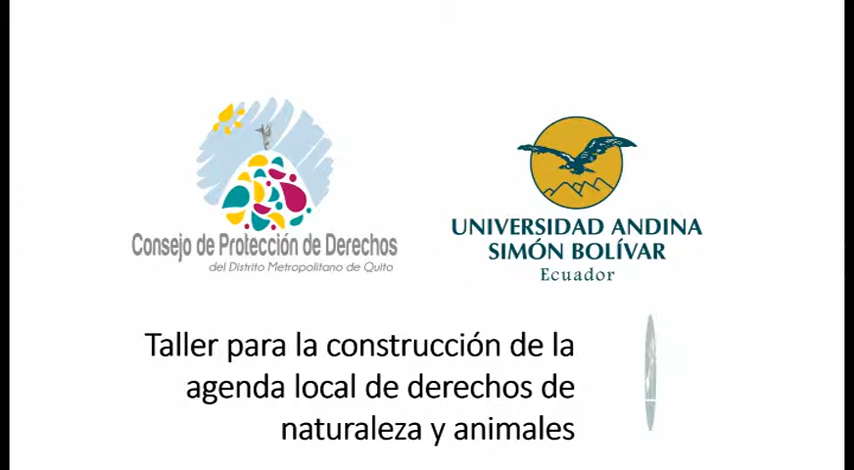 Consejo de Protección de Derechos
del Distrito Metropolitano de Quito
UNIVERSIDAD ANDINA
SIMÓN BOLÍVAR
Ecuador
Taller para la construcción de la
agenda local de derechos de
naturaleza y animales